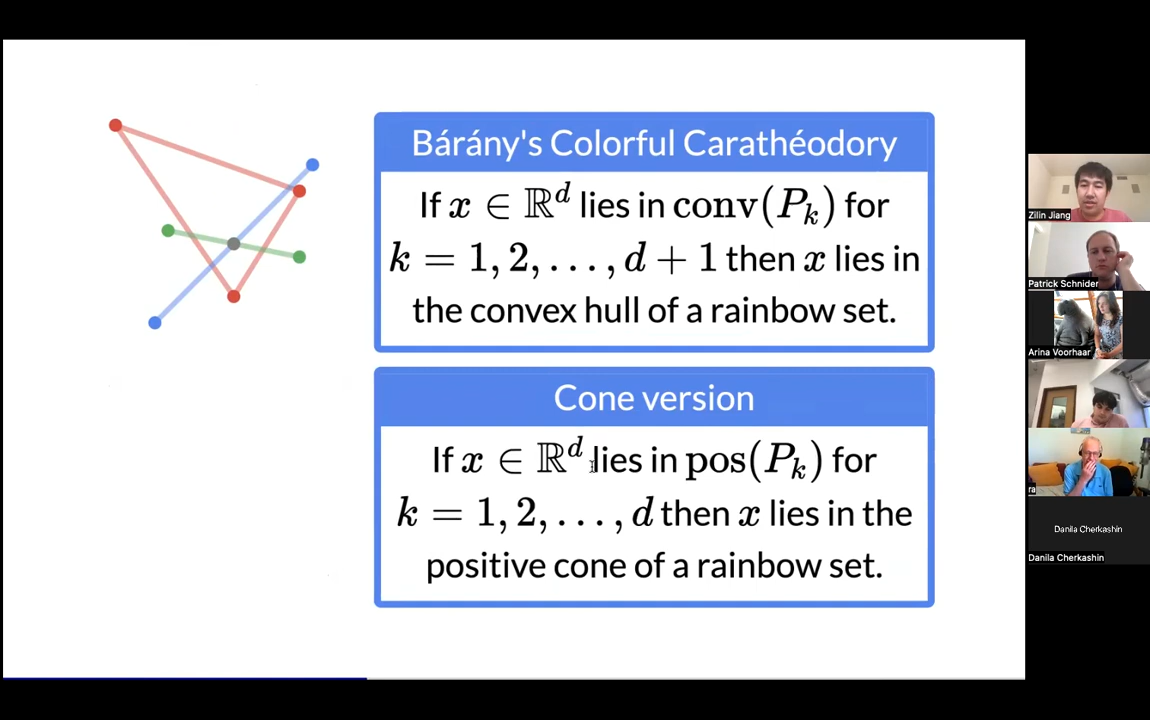 Bárány's Colorful Carathéodory
If x ∈ ℝ^d lies in conv(P_k) for
k = 1, 2, . . . , d + 1 then x lies in
the convex hull of a rainbow set.
Cone version
If x ∈ ℝ^d lies in pos(P_k) for
k = 1, 2, . . . , d then x lies in the
positive cone of a rainbow set.
Zilin Jiang
Patrick Schnider
Arina Voorhaar
ra
Danila Cherkashin
Danila Cherkashin